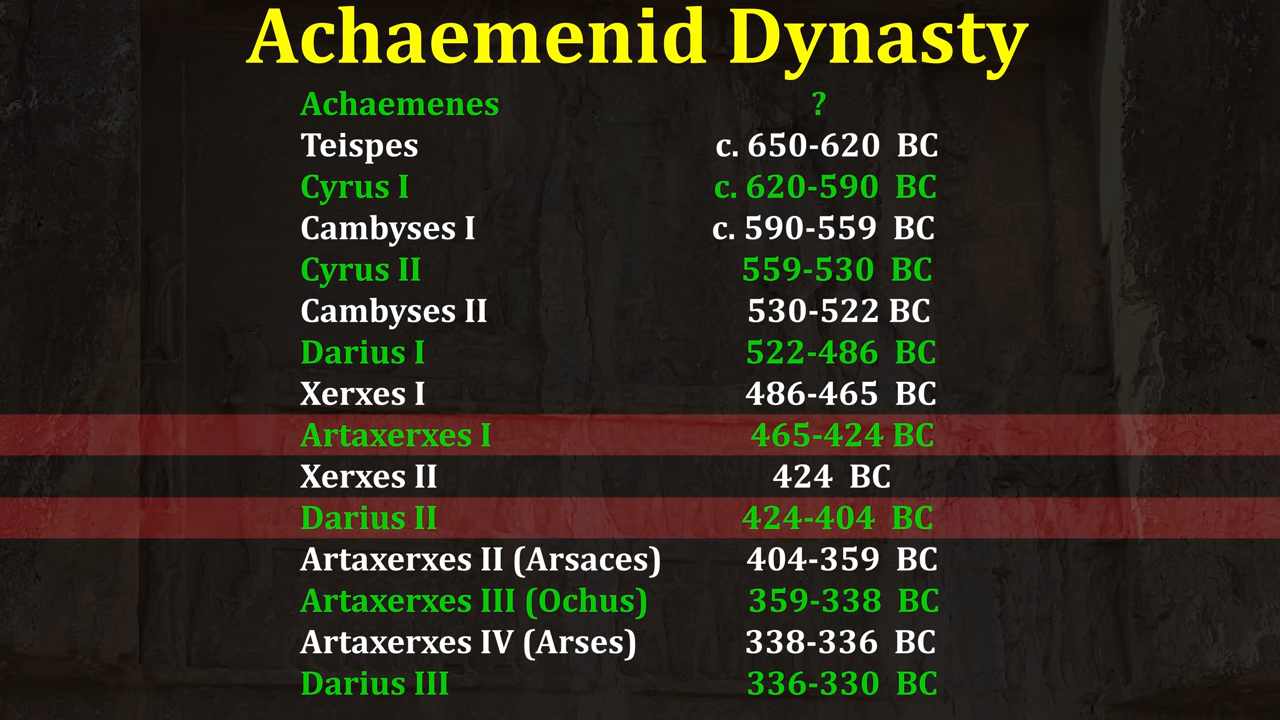 Achaemenid Dynasty
Achaemenes ?
Teispes c. 650-620 BC
Cyrus I c. 620-590 BC
Cambyses I c. 590-559 BC
Cyrus II 559-530 BC
Cambyses II 530-522 BC
Darius I 522-486 BC
Xerxes I 486-465 BC
Artaxerxes I 465-424 BC
Xerxes II 424 BC
Darius II 424-404 BC
Artaxerxes II (Arsaces) 404-359 BC
Artaxerxes III (Ochus) 359-338 BC
Artaxerxes IV (Arses) 338-336 BC
Darius III 336-330 BC